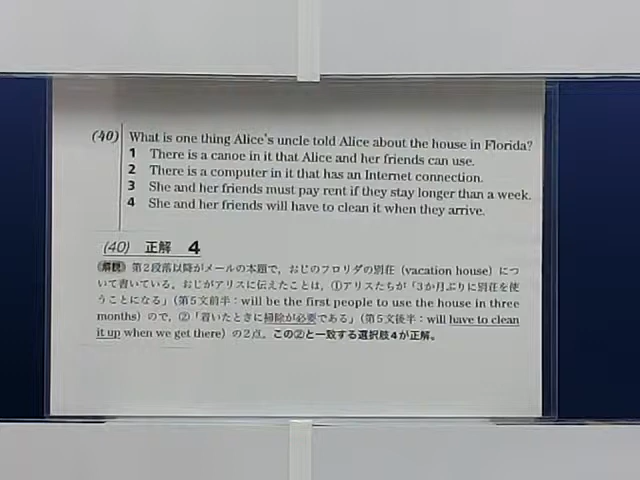 (40) What is one thing Alice's uncle told Alice about the house in Florida?
1 There is a canoe in it that Alice and her friends can use.
2 There is a computer in it that has an Internet connection.
3 She and her friends must pay rent if they stay longer than a week.
4 She and her friends will have to clean it when they arrive.
(40) 正解 4
解説 第2段落以降がメールの本題で，おじのフロリダの別荘（vacation house）につ
いて書いている。おじがアリスに伝えたことは，①アリスたちが「3か月ぶりに別荘を使
うことになる」（第5文前半：will be the first people to use the house in three
months）ので，②「着いたときに掃除が必要である」（第5文後半：will have to clean
it up when we get there）の2点。この②と一致する選択肢4が正解。